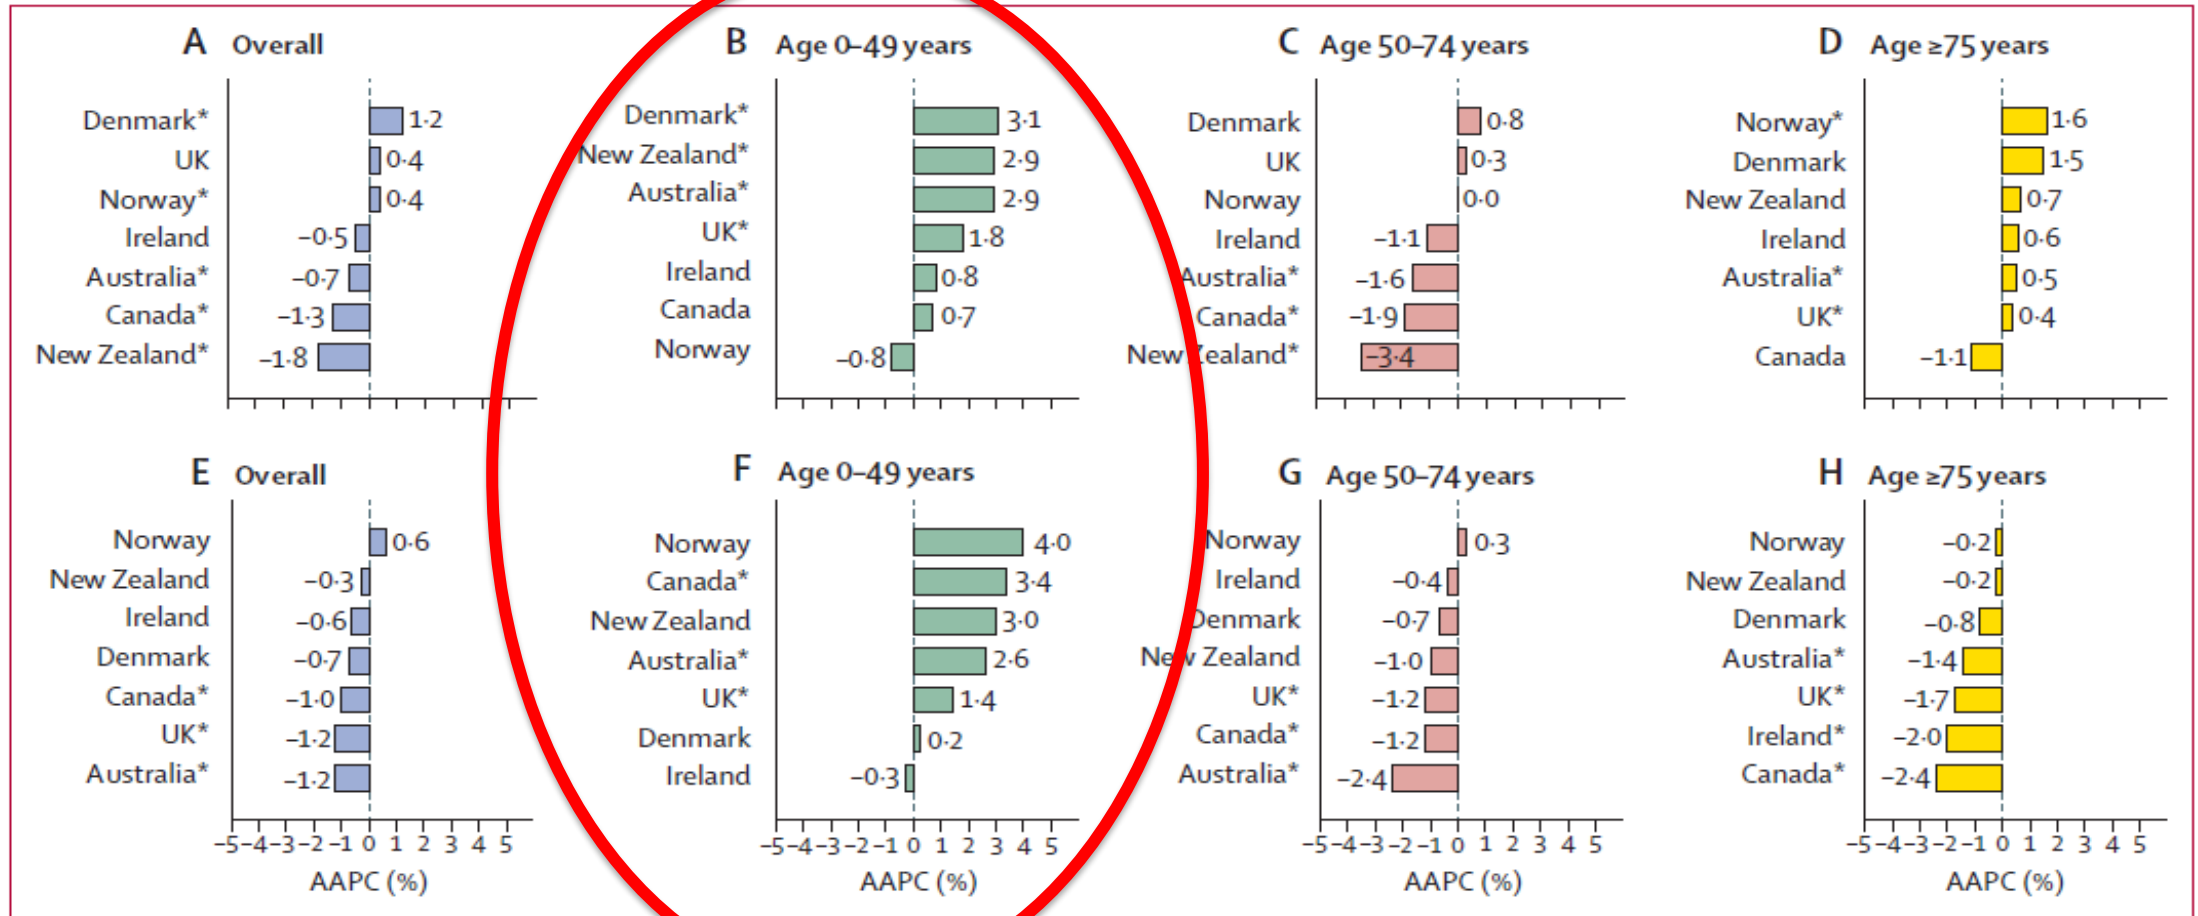 A Overall
Denmark* 1·2
UK 0·4
Norway* 0·4
Ireland −0·5
Australia* −0·7
Canada* −1·3
New Zealand* −1·8
B Age 0–49 years
Denmark* 3·1
New Zealand* 2·9
Australia* 2·9
UK* 1·8
Ireland 0·8
Canada 0·7
Norway −0·8
C Age 50–74 years
Denmark 0·8
UK 0·3
Norway 0·0
Ireland −1·1
Australia* −1·6
Canada* −1·9
New Zealand* −3·4
D Age ≥75 years
Norway* 1·6
Denmark 1·5
New Zealand 0·7
Ireland 0·6
Australia* 0·5
UK* 0·4
Canada −1·1
E Overall
Norway 0·6
New Zealand −0·3
Ireland −0·6
Denmark −0·7
Canada* −1·0
UK* −1·2
Australia* −1·2
−5 −4 −3 −2 −1 0 1 2 3 4 5
AAPC (%)
F Age 0–49 years
Norway 4·0
Canada* 3·4
New Zealand 3·0
Australia* 2·6
UK* 1·4
Denmark 0·2
Ireland −0·3
−5 −4 −3 −2 −1 0 1 2 3 4 5
AAPC (%)
G Age 50–74 years
Norway 0·3
Ireland −0·4
Denmark −0·7
New Zealand −1·0
UK* −1·2
Canada* −1·2
Australia* −2·4
−5 −4 −3 −2 −1 0 1 2 3 4 5
AAPC (%)
H Age ≥75 years
Norway −0·2
New Zealand −0·2
Denmark −0·8
Australia* −1·4
UK* −1·7
Ireland* −2·0
Canada* −2·4
−5 −4 −3 −2 −1 0 1 2 3 4 5
AAPC (%)